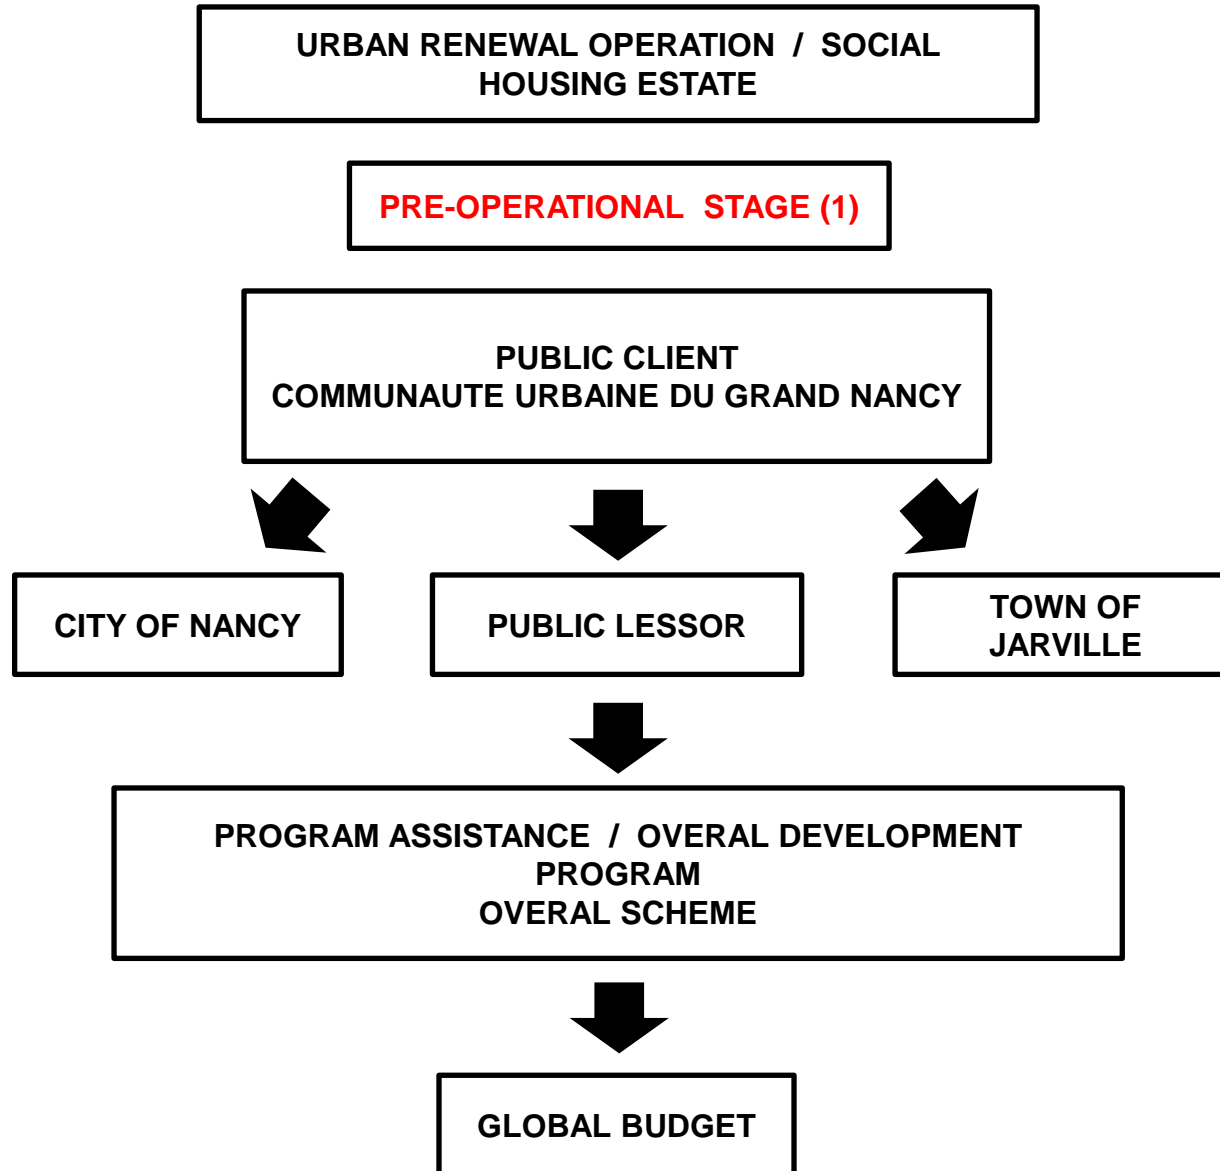 URBAN RENEWAL OPERATION / SOCIAL
HOUSING ESTATE
PRE-OPERATIONAL STAGE (1)
PUBLIC CLIENT
COMMUNAUTE URBAINE DU GRAND NANCY
CITY OF NANCY
PUBLIC LESSOR
TOWN OF
JARVILLE
PROGRAM ASSISTANCE / OVERAL DEVELOPMENT
PROGRAM
OVERAL SCHEME
GLOBAL BUDGET